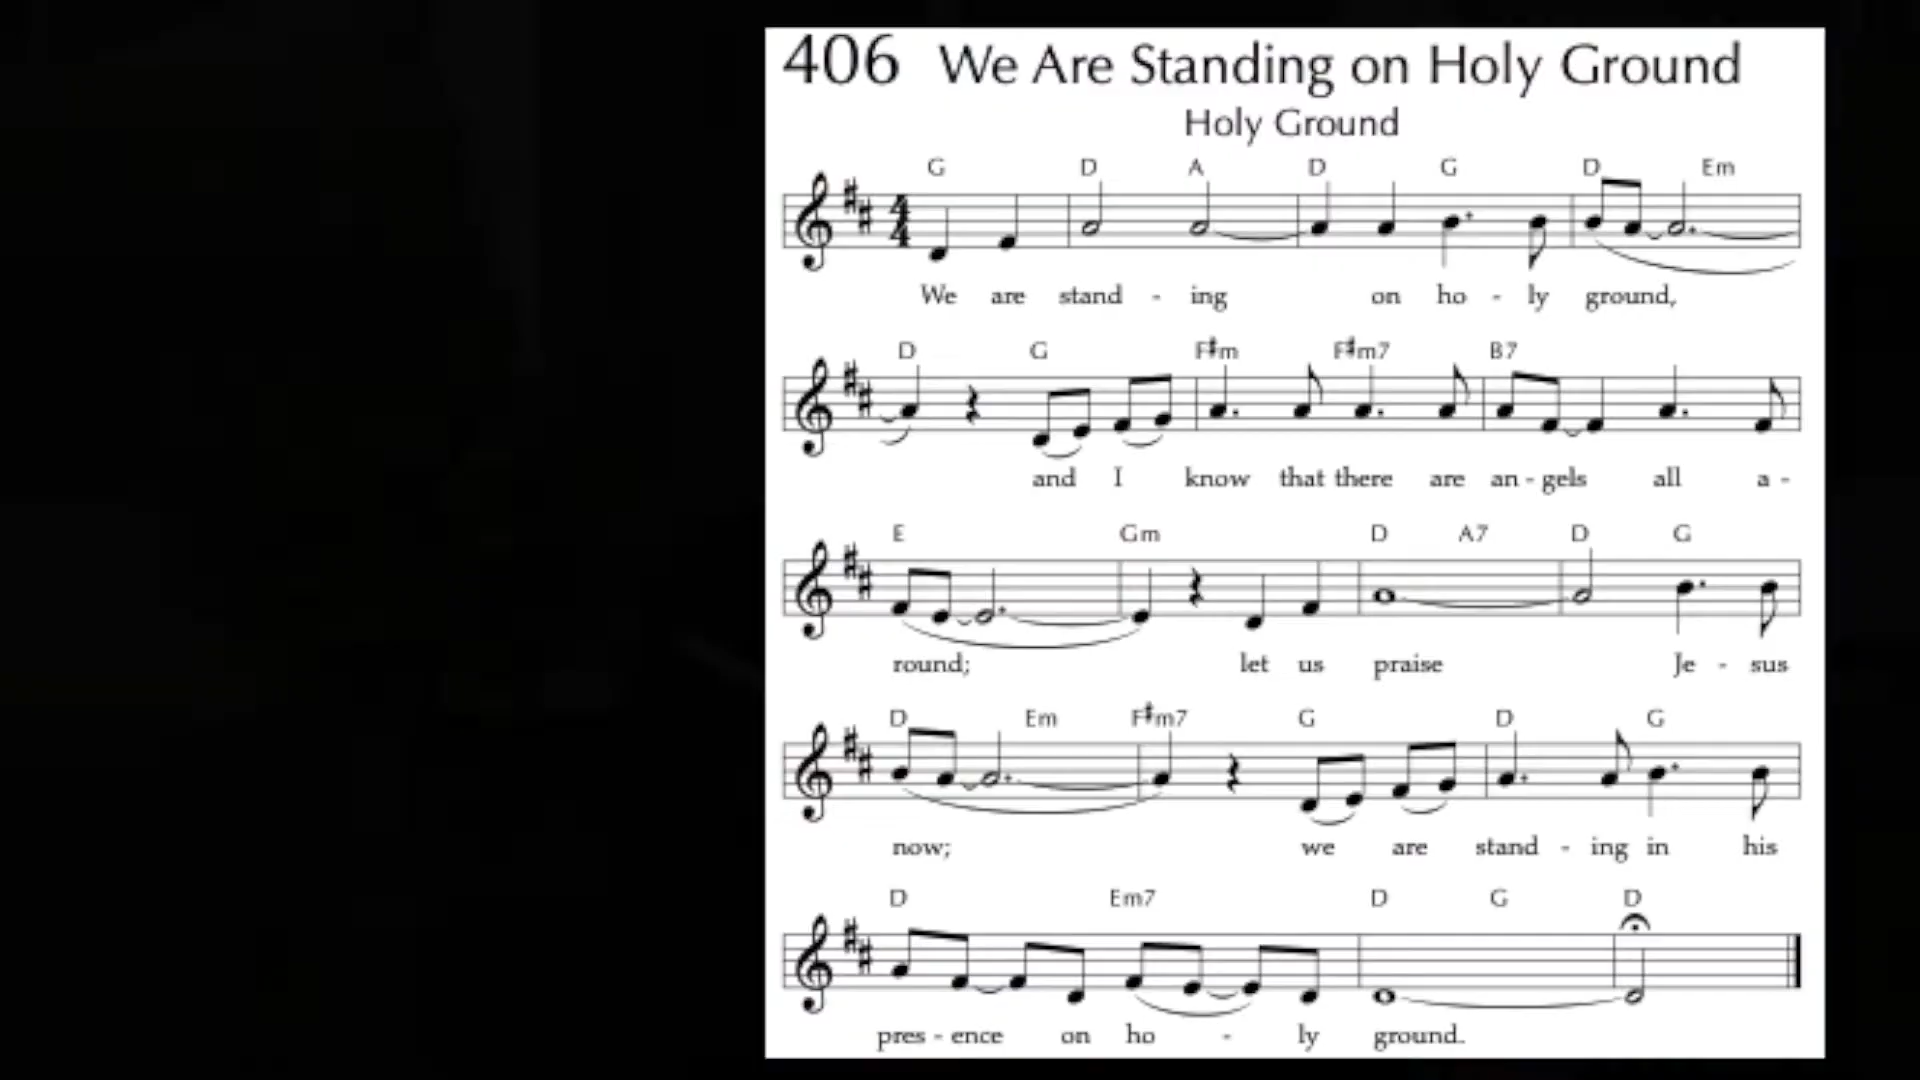 406 We Are Standing on Holy Ground
Holy Ground
G D A D G D Em
4 4
We are stand - ing on ho - ly ground,
D G F#m F#m7 B7
and I know that there are an - gels all a -
E Gm D A7 D G
round; let us praise Je - sus
D Em F#m7 G D G
now; we are stand - ing in his
D Em7 D G D
pres - ence on ho - ly ground.